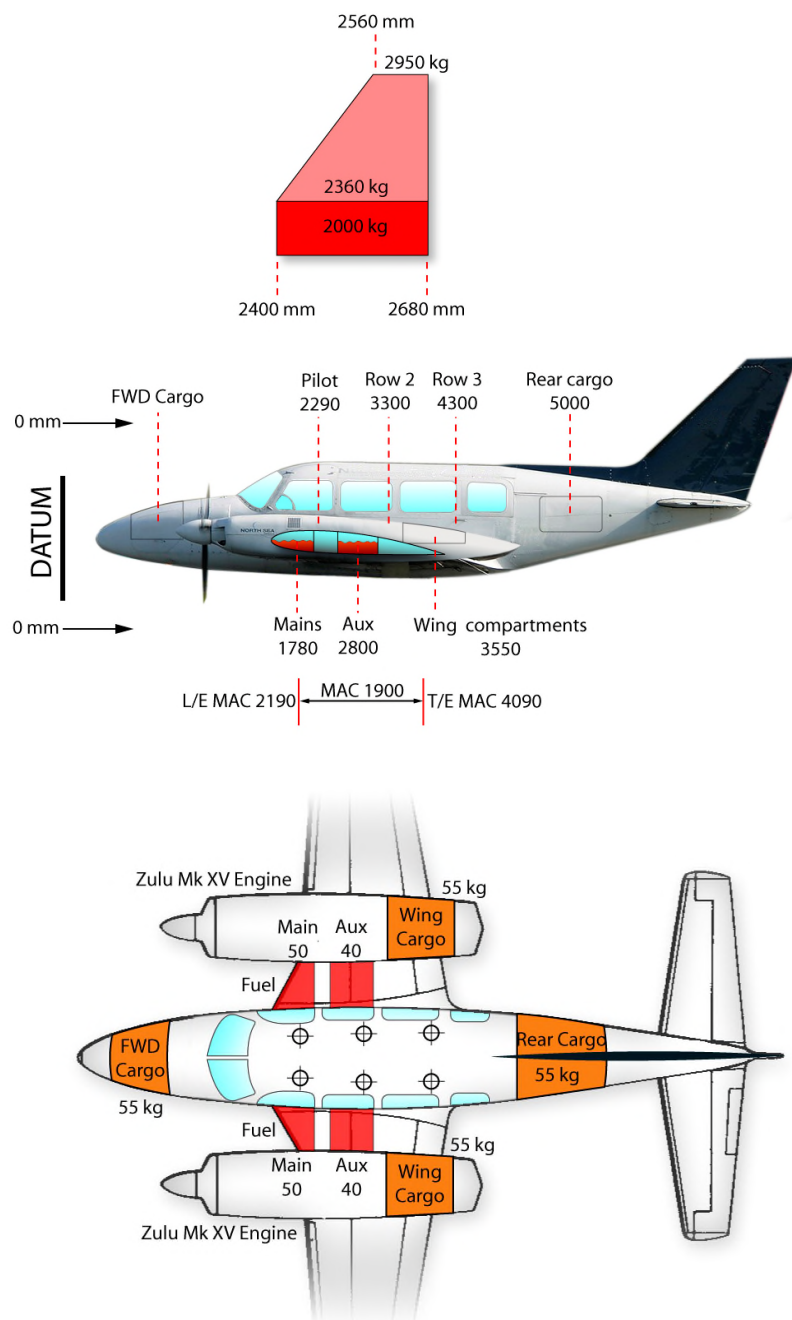 2560 mm
2950 kg
2360 kg
2000 kg
2400 mm
2680 mm
FWD Cargo
Pilot
2290
Row 2
3300
Row 3
4300
Rear cargo
5000
0 mm
DATUM
NORTH SEA
0 mm
Mains
1780
Aux
2800
Wing compartments
3550
L/E MAC 2190
MAC 1900
T/E MAC 4090
Zulu Mk XV Engine
55 kg
Main
50
Aux
40
Wing
Cargo
Fuel
FWD
Cargo
55 kg
Rear Cargo
55 kg
Fuel
55 kg
Main
50
Aux
40
Wing
Cargo
Zulu Mk XV Engine